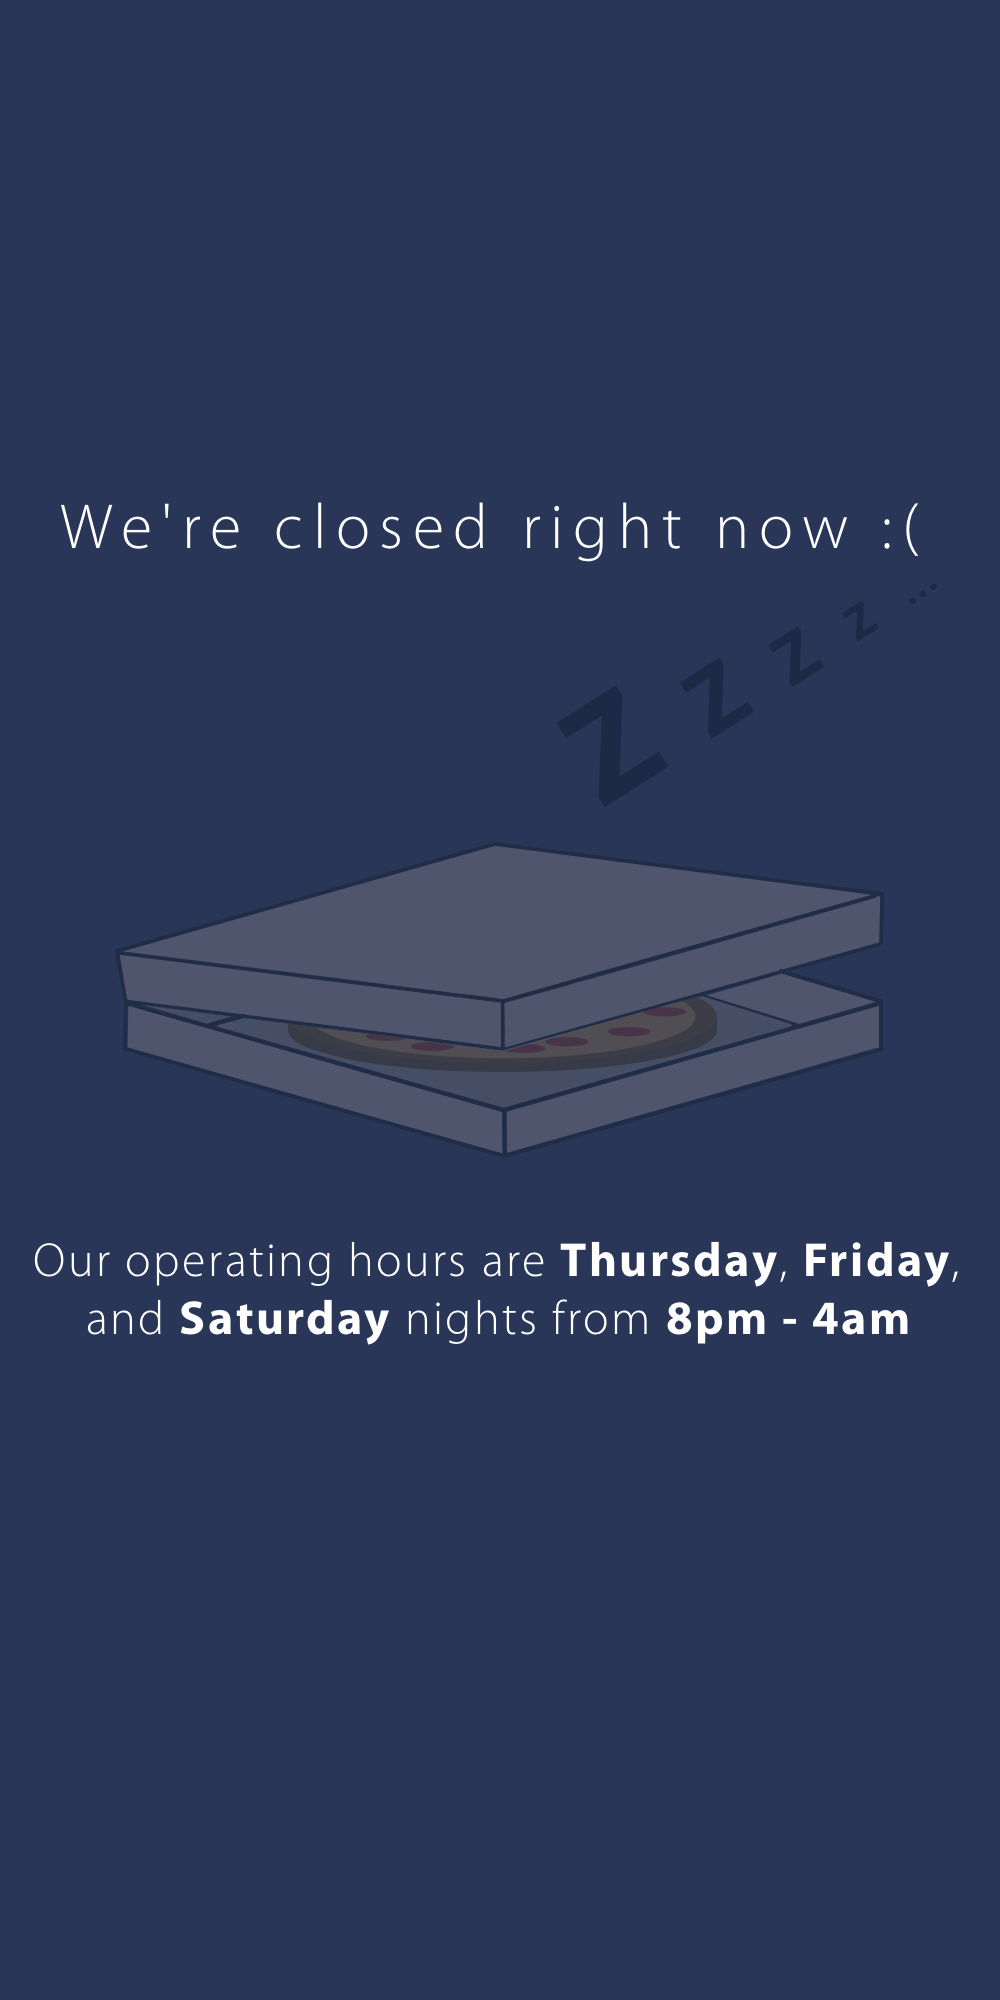 We're closed right now :(
Z z z z ...
Our operating hours are Thursday, Friday,
and Saturday nights from 8pm - 4am